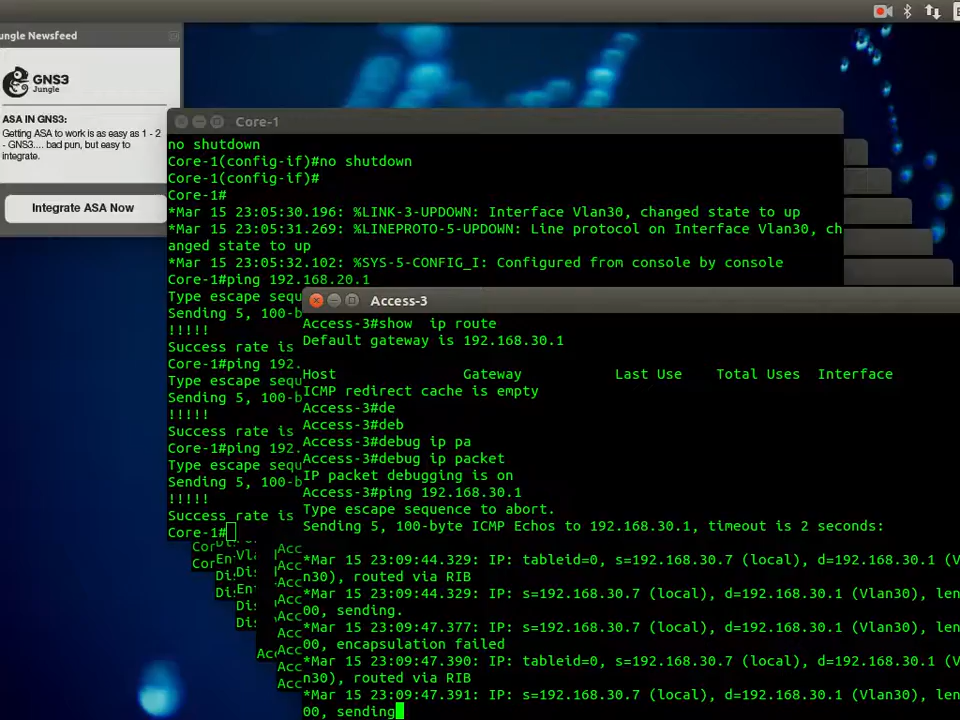 ungle Newsfeed
GNS3
Jungle
ASA IN GNS3:
Getting ASA to work is as easy as 1 - 2
- GNS3.... bad pun, but easy to
integrate.
Integrate ASA Now
Core-1
no shutdown
Core-1(config-if)#no shutdown
Core-1(config-if)#
Core-1#
*Mar 15 23:05:30.196: %LINK-3-UPDOWN: Interface Vlan30, changed state to up
*Mar 15 23:05:31.269: %LINEPROTO-5-UPDOWN: Line protocol on Interface Vlan30, ch
anged state to up
*Mar 15 23:05:32.102: %SYS-5-CONFIG_I: Configured from console by console
Core-1#ping 192.168.20.1
Type escape sequ
Sending 5, 100-b
!!!!!
Success rate is
Core-1#ping 192.
Type escape sequ
Sending 5, 100-b
!!!!!
Success rate is
Core-1#ping 192.
Type escape sequ
Sending 5, 100-b
!!!!!
Success rate is
Core-1#
Access-3
Access-3#show  ip route
Default gateway is 192.168.30.1
Host Gateway Last Use Total Uses Interface
ICMP redirect cache is empty
Access-3#de
Access-3#deb
Access-3#debug ip pa
Access-3#debug ip packet
IP packet debugging is on
Access-3#ping 192.168.30.1
Type escape sequence to abort.
Sending 5, 100-byte ICMP Echos to 192.168.30.1, timeout is 2 seconds:
*Mar 15 23:09:44.329: IP: tableid=0, s=192.168.30.7 (local), d=192.168.30.1 (V
n30), routed via RIB
*Mar 15 23:09:44.329: IP: s=192.168.30.7 (local), d=192.168.30.1 (Vlan30), len
00, sending.
*Mar 15 23:09:47.377: IP: s=192.168.30.7 (local), d=192.168.30.1 (Vlan30), len
00, encapsulation failed
*Mar 15 23:09:47.390: IP: tableid=0, s=192.168.30.7 (local), d=192.168.30.1 (V
n30), routed via RIB
*Mar 15 23:09:47.391: IP: s=192.168.30.7 (local), d=192.168.30.1 (Vlan30), len
00, sending